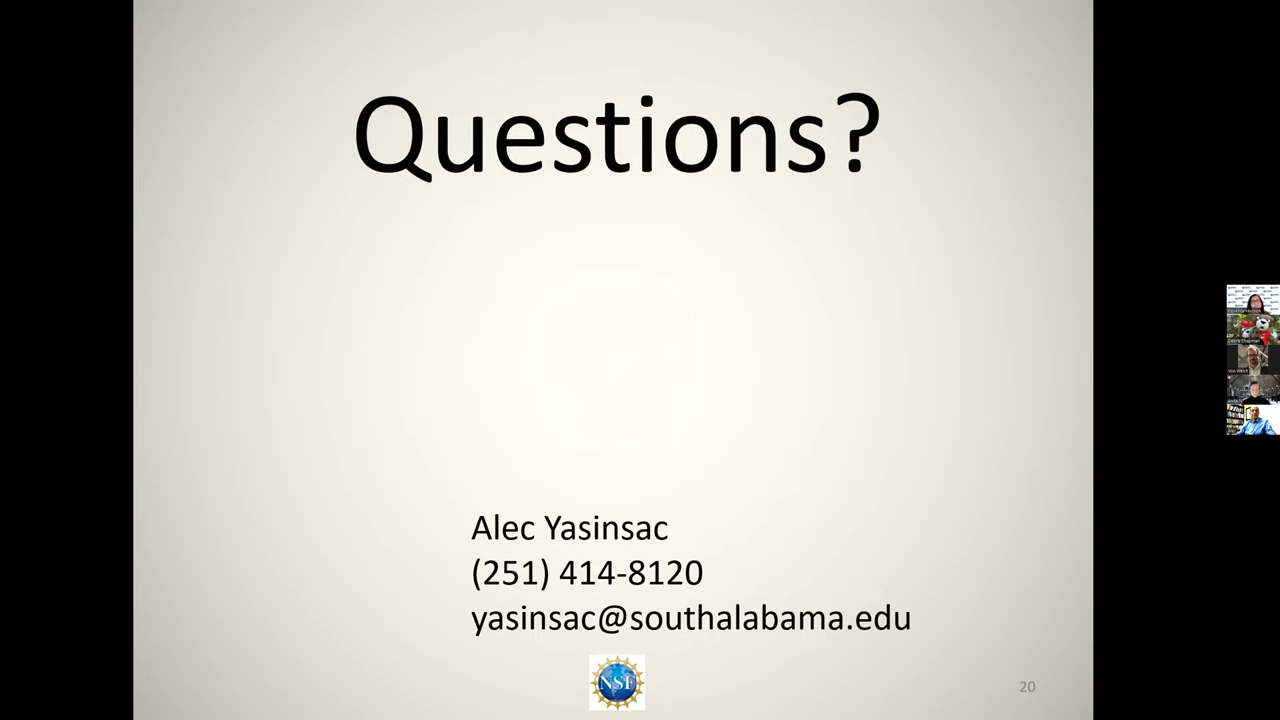 Questions?
Alec Yasinsac
(251) 414-8120
yasinsac@southalabama.edu
NSF
20